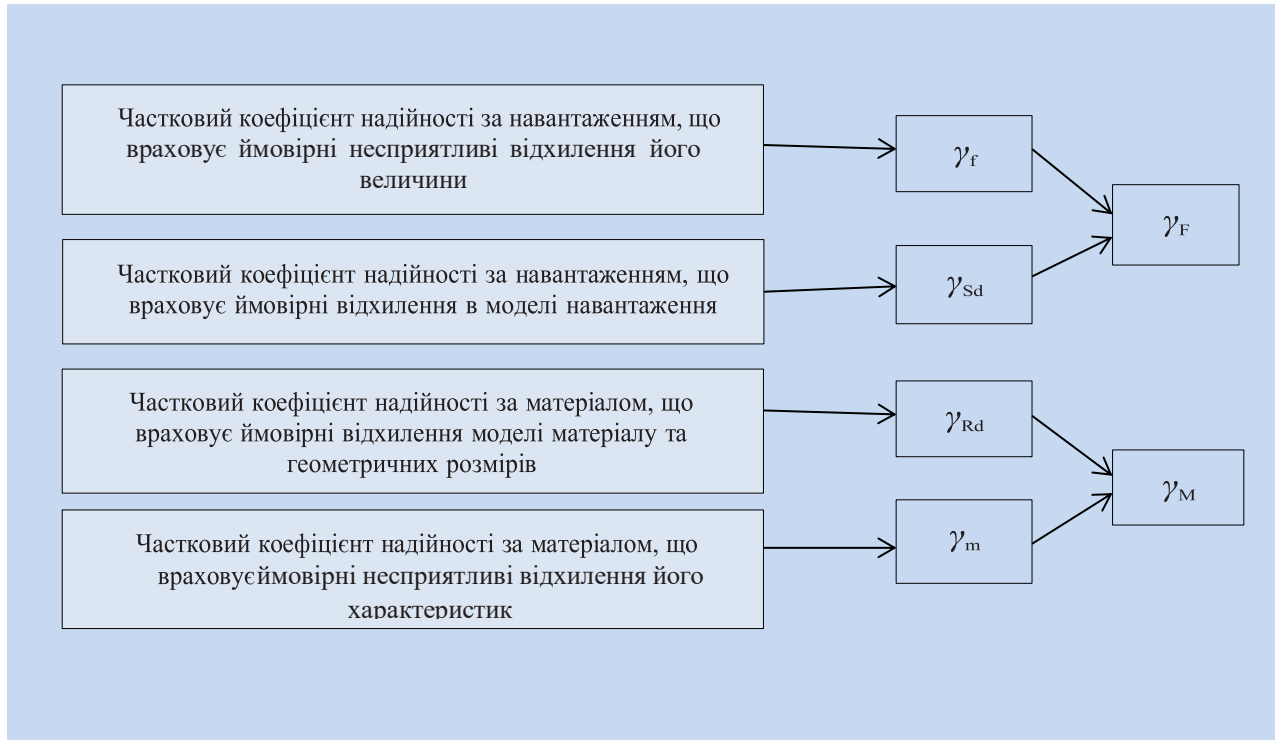 Частковий коефіцієнт надійності за навантаженням, що
враховує ймовірні несприятливі відхилення його
величини
γf
γF
Частковий коефіцієнт надійності за навантаженням, що
враховує ймовірні відхилення в моделі навантаження
γSd
Частковий коефіцієнт надійності за матеріалом, що
враховує ймовірні відхилення моделі матеріалу та
геометричних розмірів
γRd
γM
Частковий коефіцієнт надійності за матеріалом, що
враховує ймовірні несприятливі відхилення його
характеристик
γm